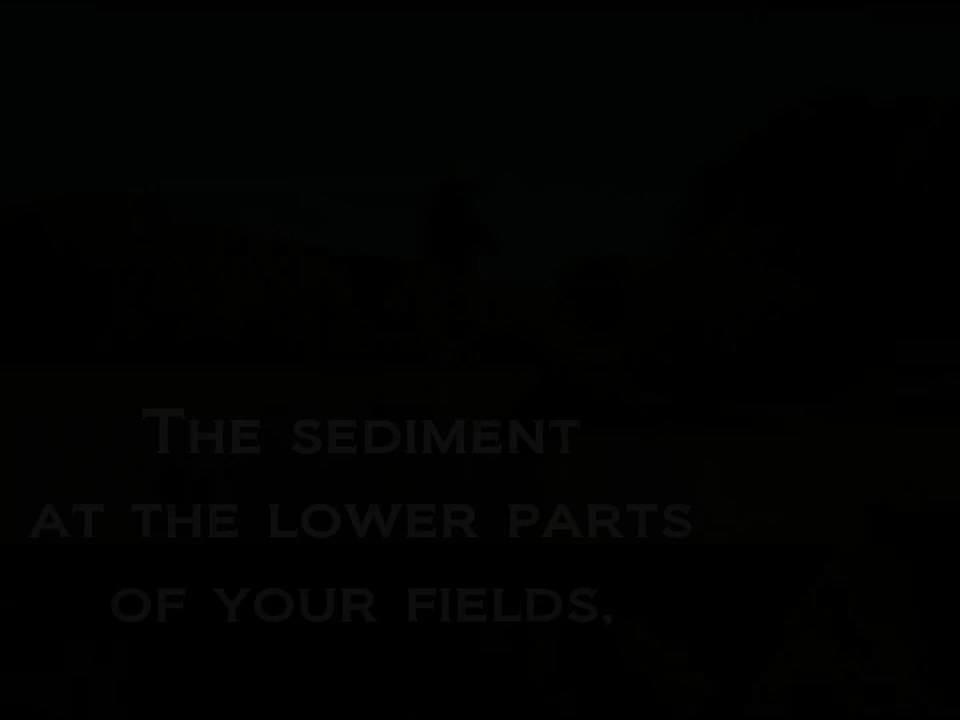 The sediment
at the lower parts
of your fields.